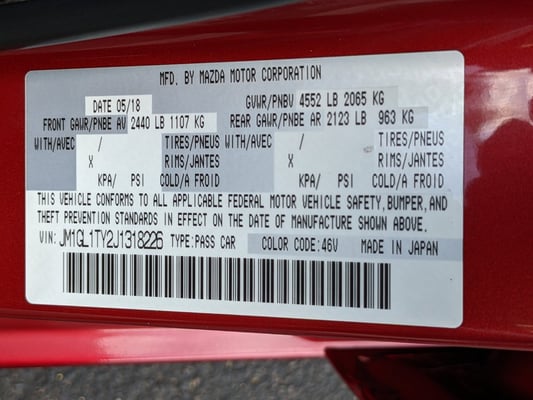 MFD. BY MAZDA MOTOR CORPORATION
DATE 05/18 GVWR/PNBV 4552 LB 2065 KG
FRONT GAWR/PNBE AV 2440 LB 1107 KG REAR GAWR/PNBE AR 2123 LB 963 KG
WITH/AVEC / TIRES/PNEUS WITH/AVEC / TIRES/PNEUS
X RIMS/JANTES X RIMS/JANTES
KPA/ PSI COLD/A FROID KPA/ PSI COLD/A FROID
THIS VEHICLE CONFORMS TO ALL APPLICABLE FEDERAL MOTOR VEHICLE SAFETY, BUMPER, AND
THEFT PREVENTION STANDARDS IN EFFECT ON THE DATE OF MANUFACTURE SHOWN ABOVE.
VIN: JM1GL1TY2J1318226 TYPE:PASS CAR COLOR CODE:46V MADE IN JAPAN